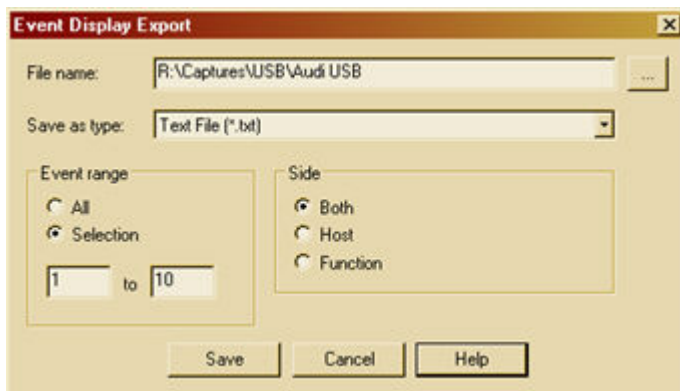 Event Display Export
File name: R:\Captures\USB\Audi USB ...
Save as type: Text File (*.txt)
Event range
All
Selection
1 to 10
Side
Both
Host
Function
Save Cancel Help